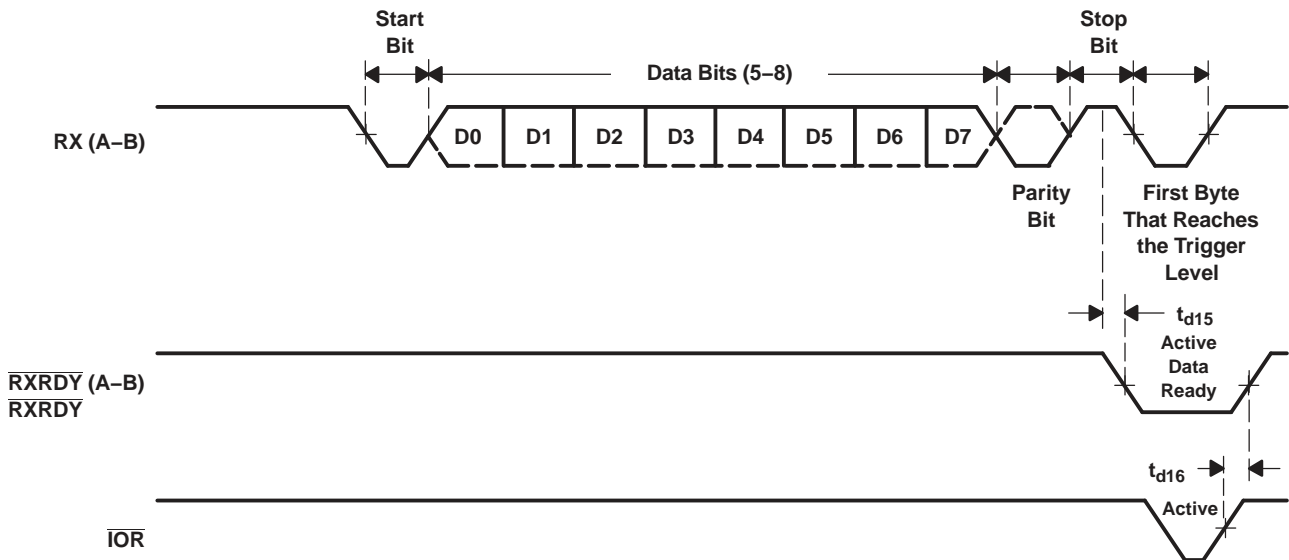 Start
Bit
Stop
Bit
Data Bits (5–8)
RX (A–B)
D0 D1 D2 D3 D4 D5 D6 D7
Parity
Bit
First Byte
That Reaches
the Trigger
Level
td15
Active
Data
Ready
RXRDY (A–B)
RXRDY
td16
Active
IOR